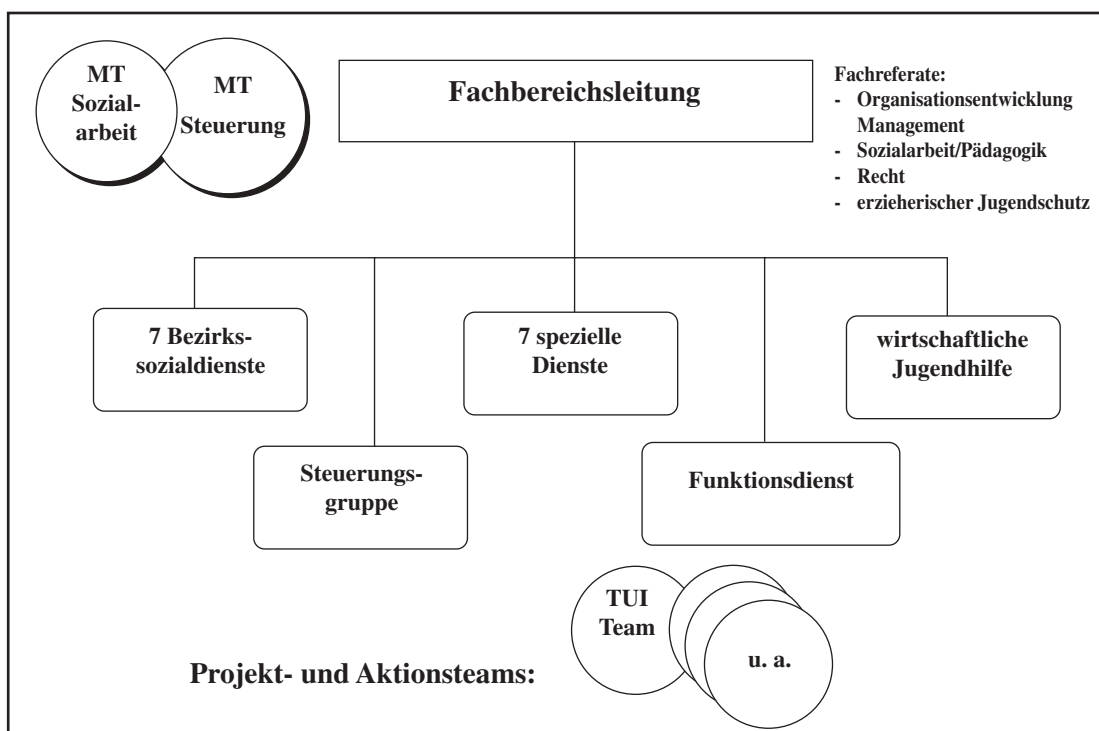 MT
Sozial-
arbeit
MT
Steuerung
Fachbereichsleitung
Fachreferate:
- Organisationsentwicklung
Management
- Sozialarbeit/Pädagogik
- Recht
- erzieherischer Jugendschutz
7 Bezirks-
sozialdienste
7 spezielle
Dienste
wirtschaftliche
Jugendhilfe
Steuerungs-
gruppe
Funktionsdienst
TUI
Team
u. a.
Projekt- und Aktionsteams: